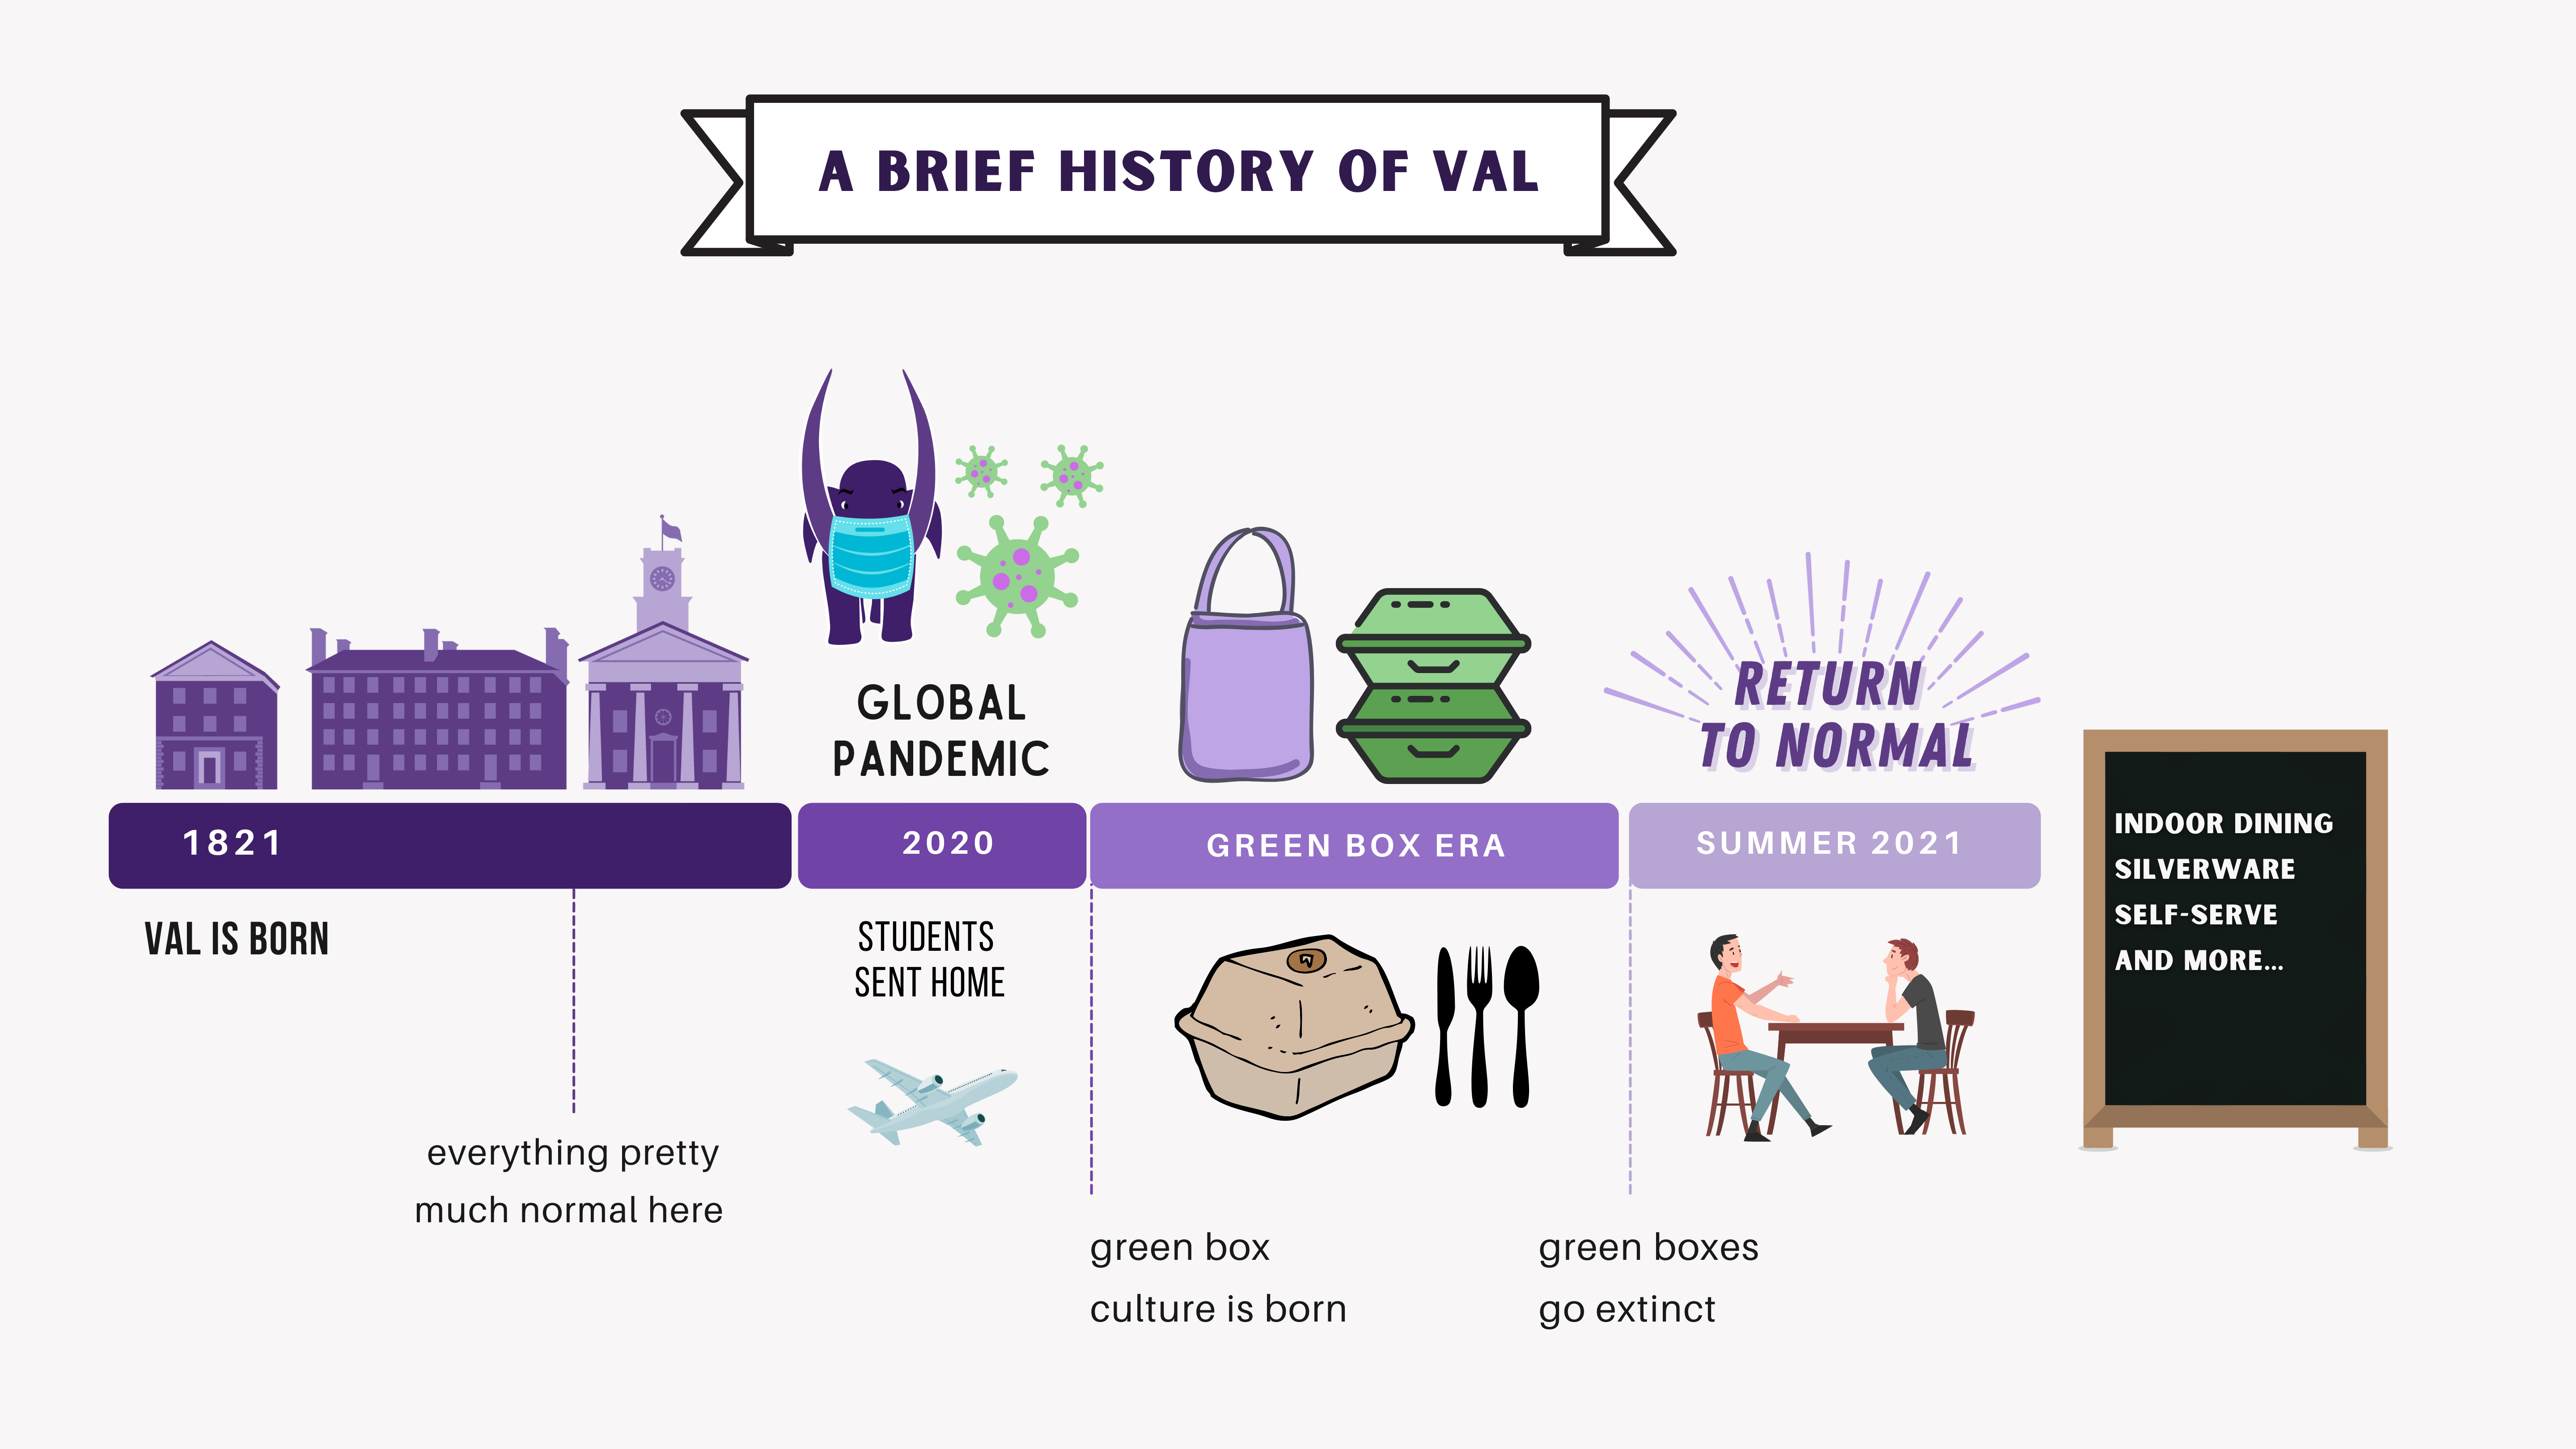 A BRIEF HISTORY OF VAL
GLOBAL
PANDEMIC
RETURN
TO NORMAL
1821
2020
GREEN BOX ERA
SUMMER 2021
VAL IS BORN
everything pretty
much normal here
STUDENTS
SENT HOME
green box
culture is born
green boxes
go extinct
INDOOR DINING
SILVERWARE
SELF-SERVE
AND MORE...